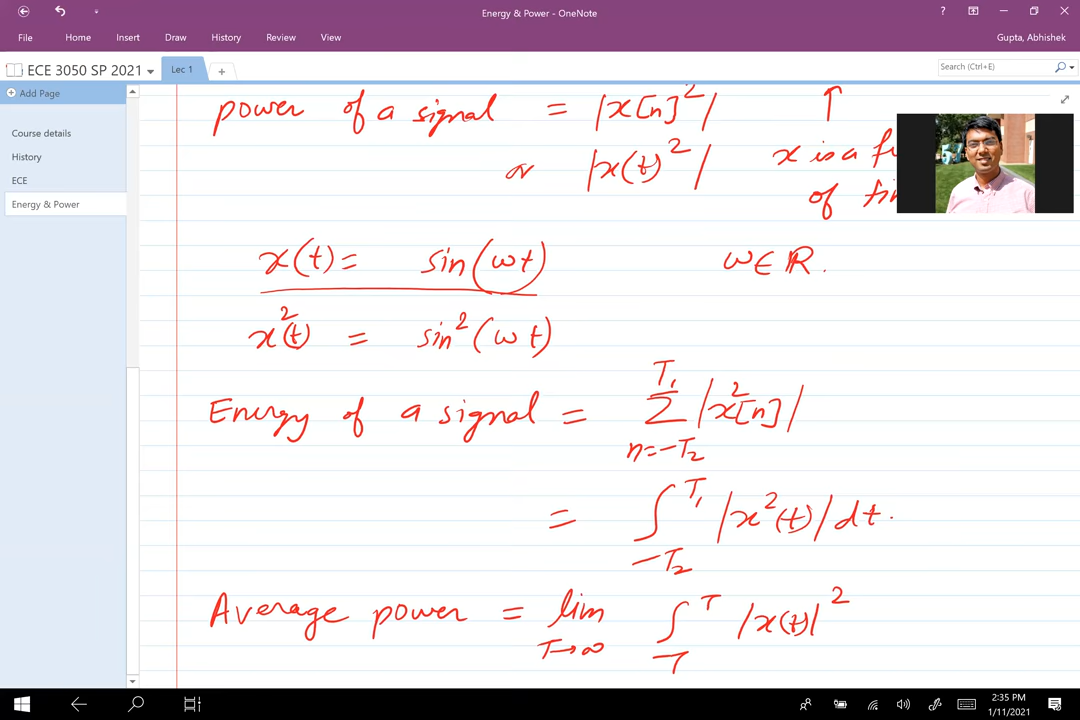 Energy & Power - OneNote
?
File Home Insert Draw History Review View
Gupta, Abhishek
ECE 3050 SP 2021
Lec 1
+
Search (Ctrl+E)
Add Page
Course details
History
ECE
Energy & Power
power of a signal = |x[n]²|
or |x(t)²|
x is a
of
x(t) = sin(ωt) ω∈ℝ.
x²(t) = sin²(ωt)
Energy of a signal = ∑_{n=-T₂}^{T₁} |x²[n]|
= ∫_{-T₂}^{T₁} |x²(t)| dt.
Average power = lim_{T→∞} ∫_{-T}^{T} |x(t)|²
2:35 PM
1/11/2021